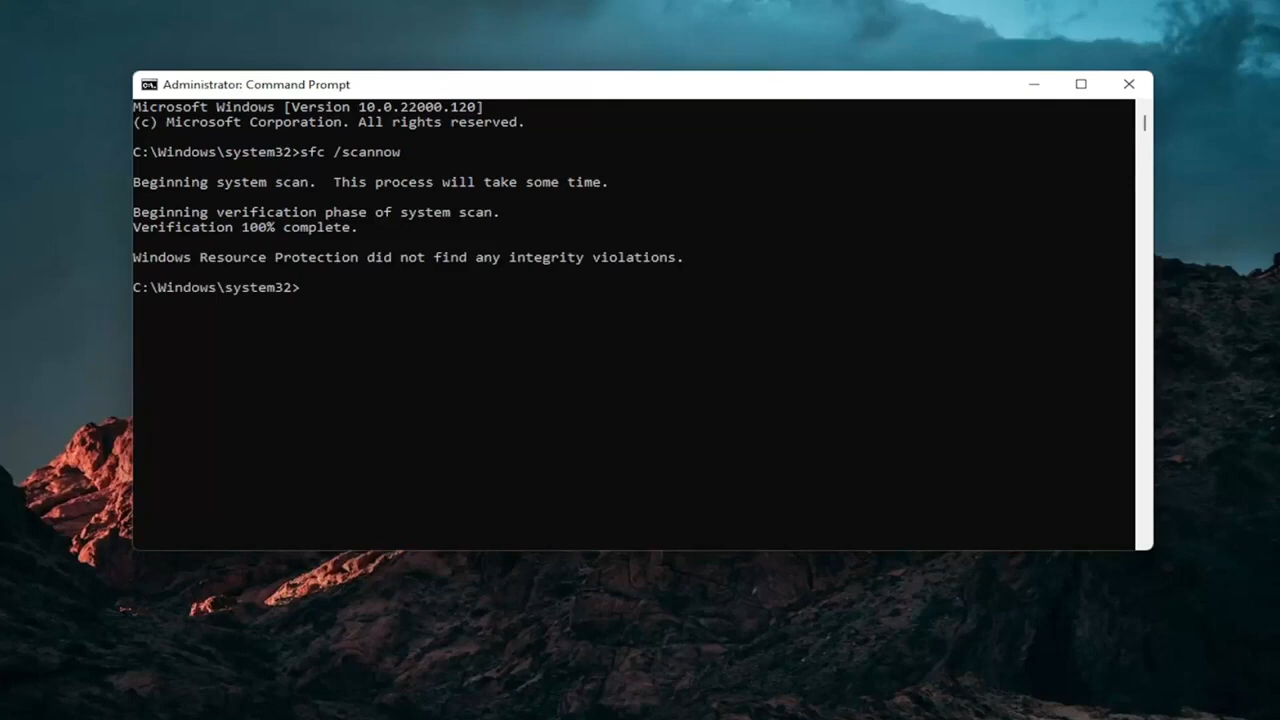 Administrator: Command Prompt
Microsoft Windows [Version 10.0.22000.120]
(c) Microsoft Corporation. All rights reserved.
C:\Windows\system32>sfc /scannow
Beginning system scan.  This process will take some time.
Beginning verification phase of system scan.
Verification 100% complete.
Windows Resource Protection did not find any integrity violations.
C:\Windows\system32>